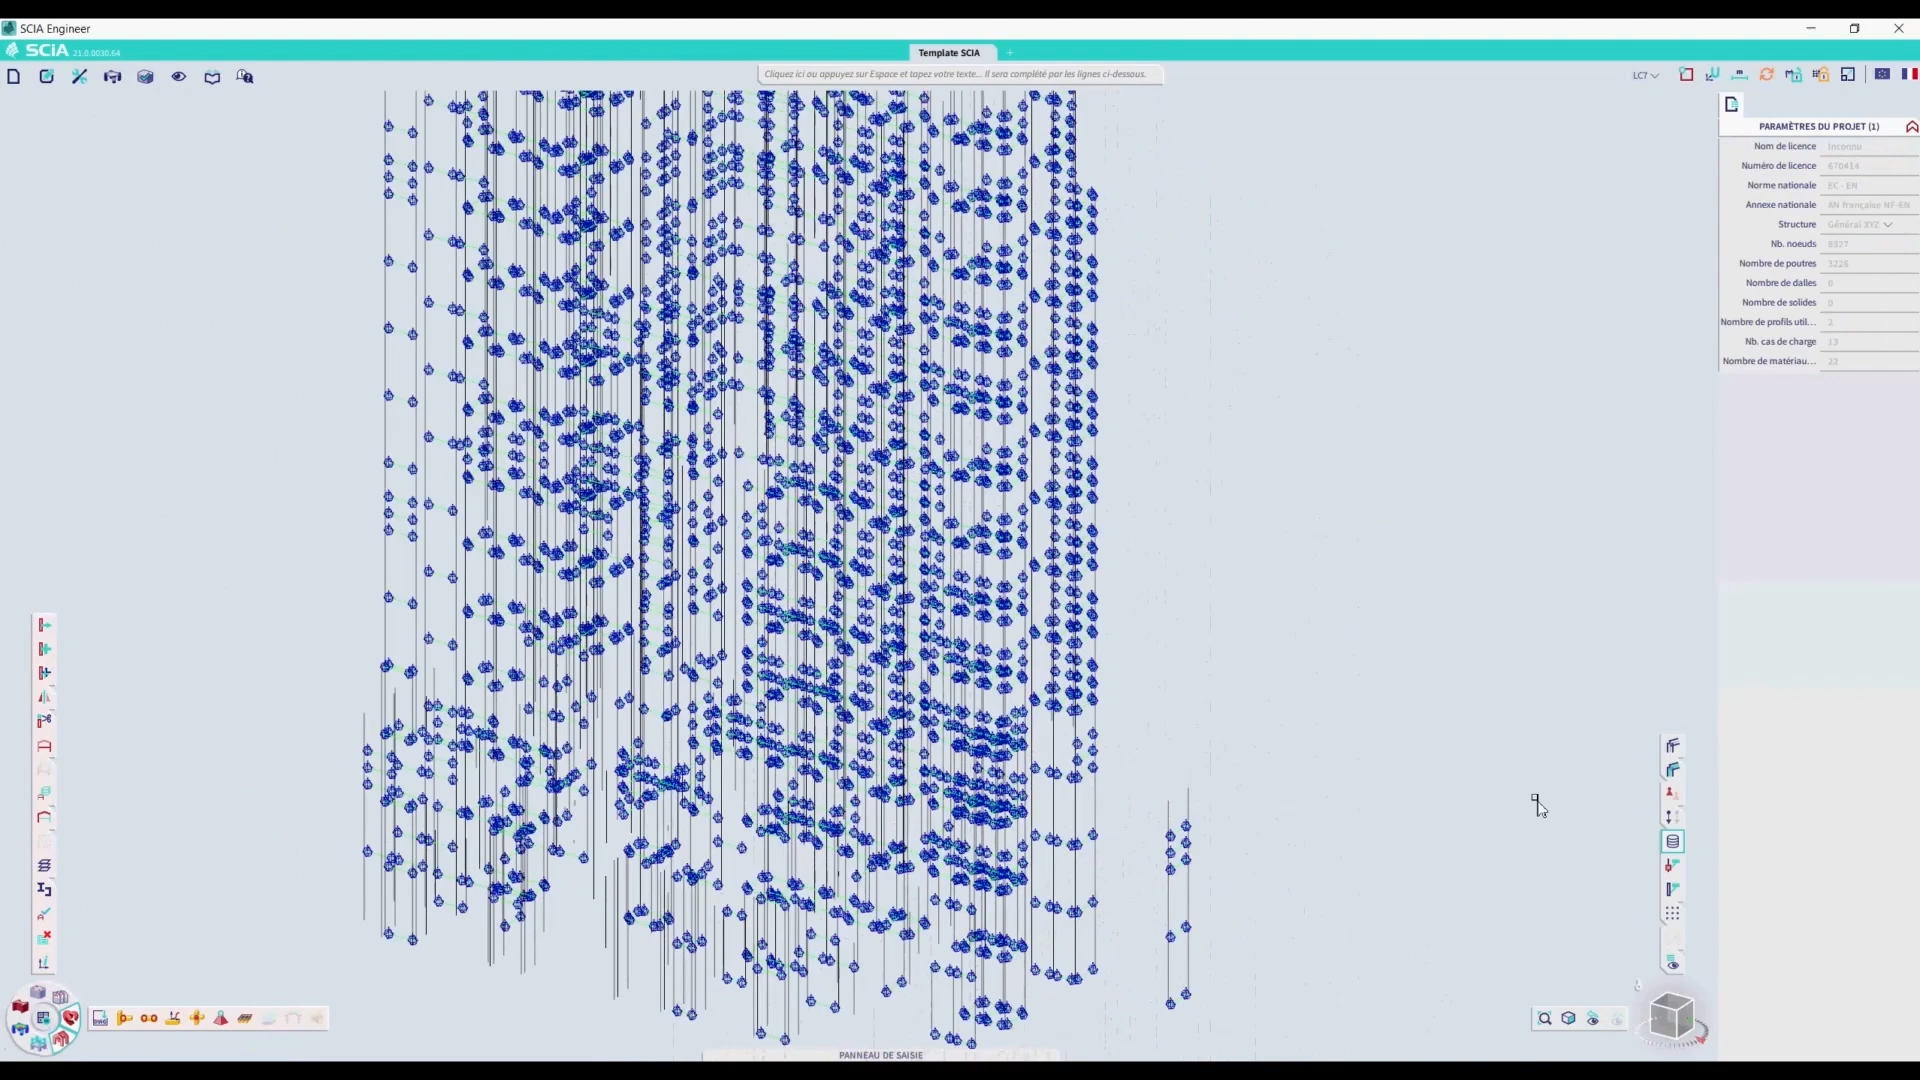 SCIA Engineer
SCIA 21.0.0030.64
Template SCIA
Cliquez ici ou appuyez sur Espace et tapez votre texte... Il sera complété par les lignes ci-dessous.
LC7
PARAMÈTRES DU PROJET (1)
Nom de licence Inconnu
Numéro de licence 670414
Norme nationale EC - EN
Annexe nationale AN française NF-EN
Structure Général XYZ
Nb. noeuds 8327
Nombre de poutres 3226
Nombre de dalles 0
Nombre de solides 0
Nombre de profils util... 2
Nb. cas de charge 13
Nombre de matériau... 22
PANNEAU DE SAISIE